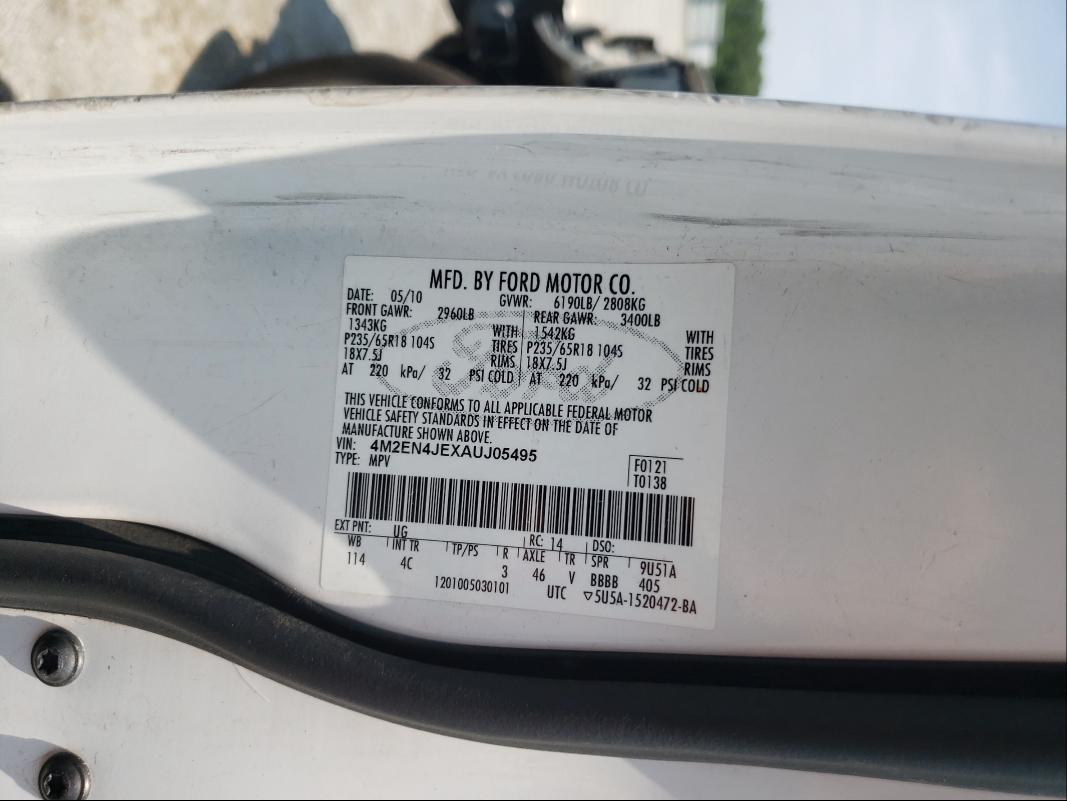 MFD. BY FORD MOTOR CO.
DATE: 05/10 GVWR: 6190LB/ 2808KG
FRONT GAWR: 2960LB REAR GAWR: 3400LB
1343KG WITH 1542KG WITH
P235/65R18 104S TIRES P235/65R18 104S TIRES
18X7.5J RIMS 18X7.5J RIMS
AT 220 kPa/ 32 PSI COLD AT 220 kPa/ 32 PSI COLD
Ford
THIS VEHICLE CONFORMS TO ALL APPLICABLE FEDERAL MOTOR
VEHICLE SAFETY STANDARDS IN EFFECT ON THE DATE OF
MANUFACTURE SHOWN ABOVE.
VIN: 4M2EN4JEXAUJ05495
TYPE: MPV
F0121
T0138
EXT PNT: UG RC: 14 DSO:
WB INT TR TP/PS R AXLE TR SPR 9U51A
114 4C 3 46 V BBBB 405
1201005030101 UTC ▽5U5A-1520472-BA